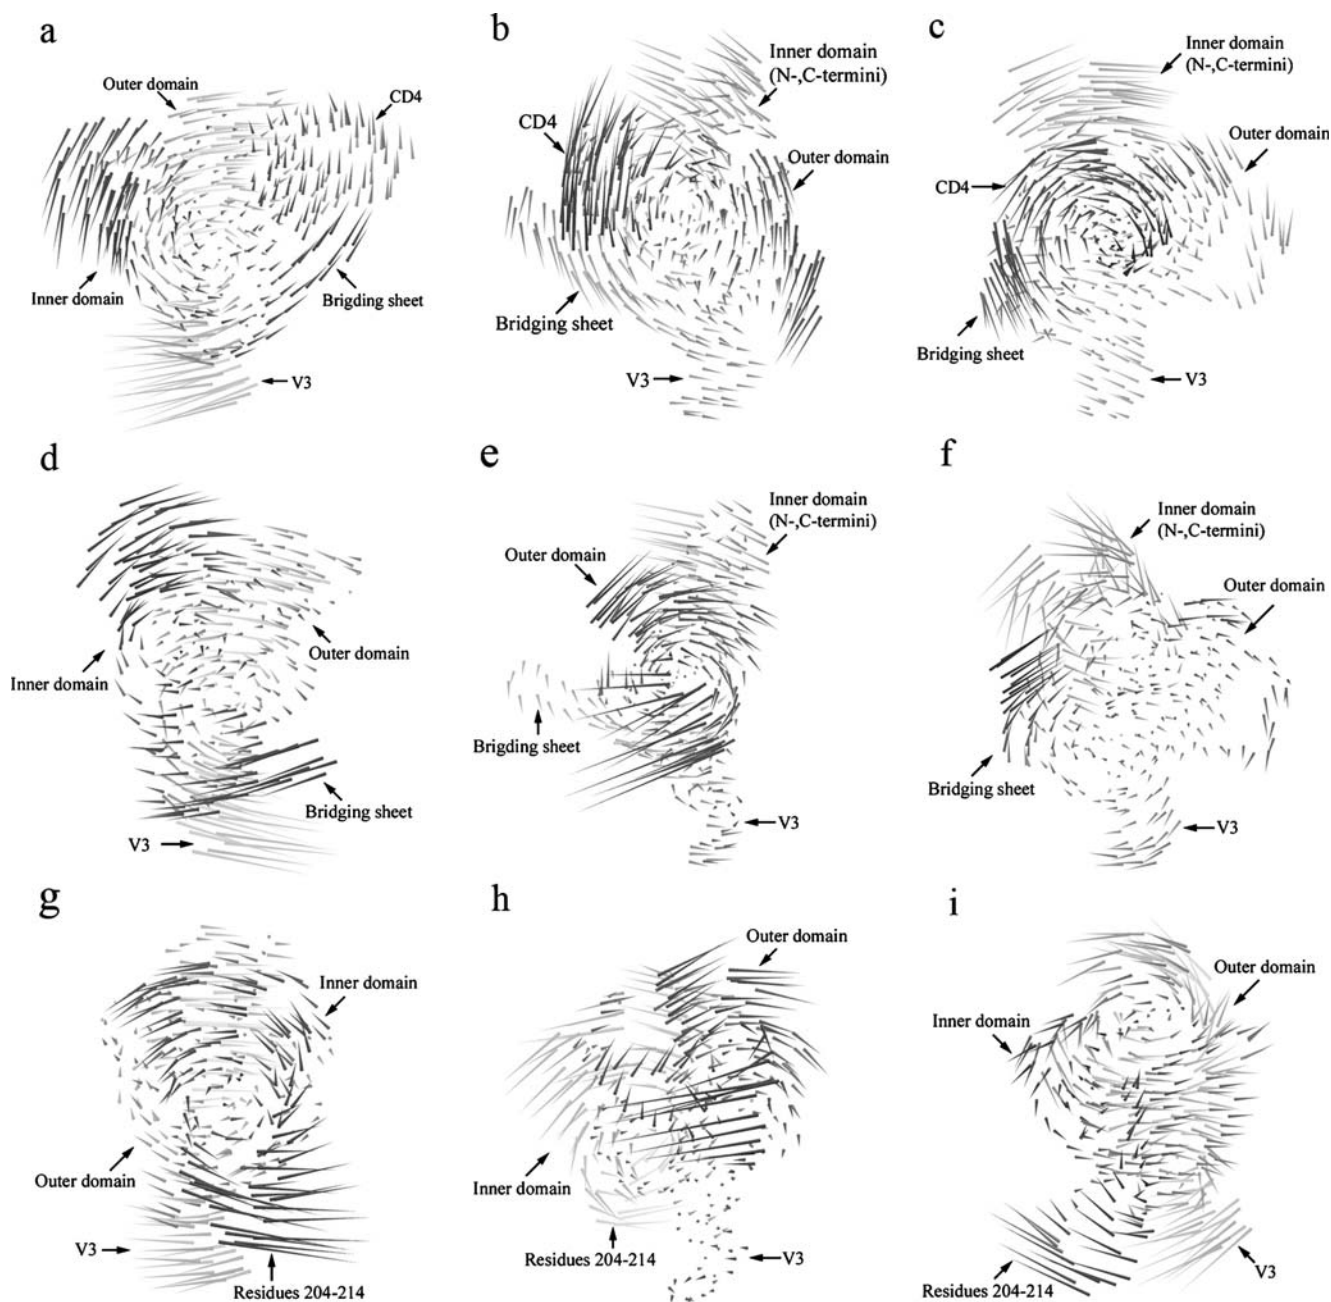 a
Outer domain
CD4
Inner domain
Brigding sheet
V3
b
Inner domain
(N-,C-termini)
CD4
Outer domain
Bridging sheet
V3
c
Inner domain
(N-,C-termini)
Outer domain
CD4
Bridging sheet
V3
d
Inner domain
Outer domain
Bridging sheet
V3
e
Inner domain
(N-,C-termini)
Outer domain
Brigding sheet
V3
f
Inner domain
(N-,C-termini)
Outer domain
Bridging sheet
V3
g
Inner domain
Outer domain
V3
Residues 204-214
h
Outer domain
Inner domain
Residues 204-214
V3
i
Outer domain
Inner domain
V3
Residues 204-214